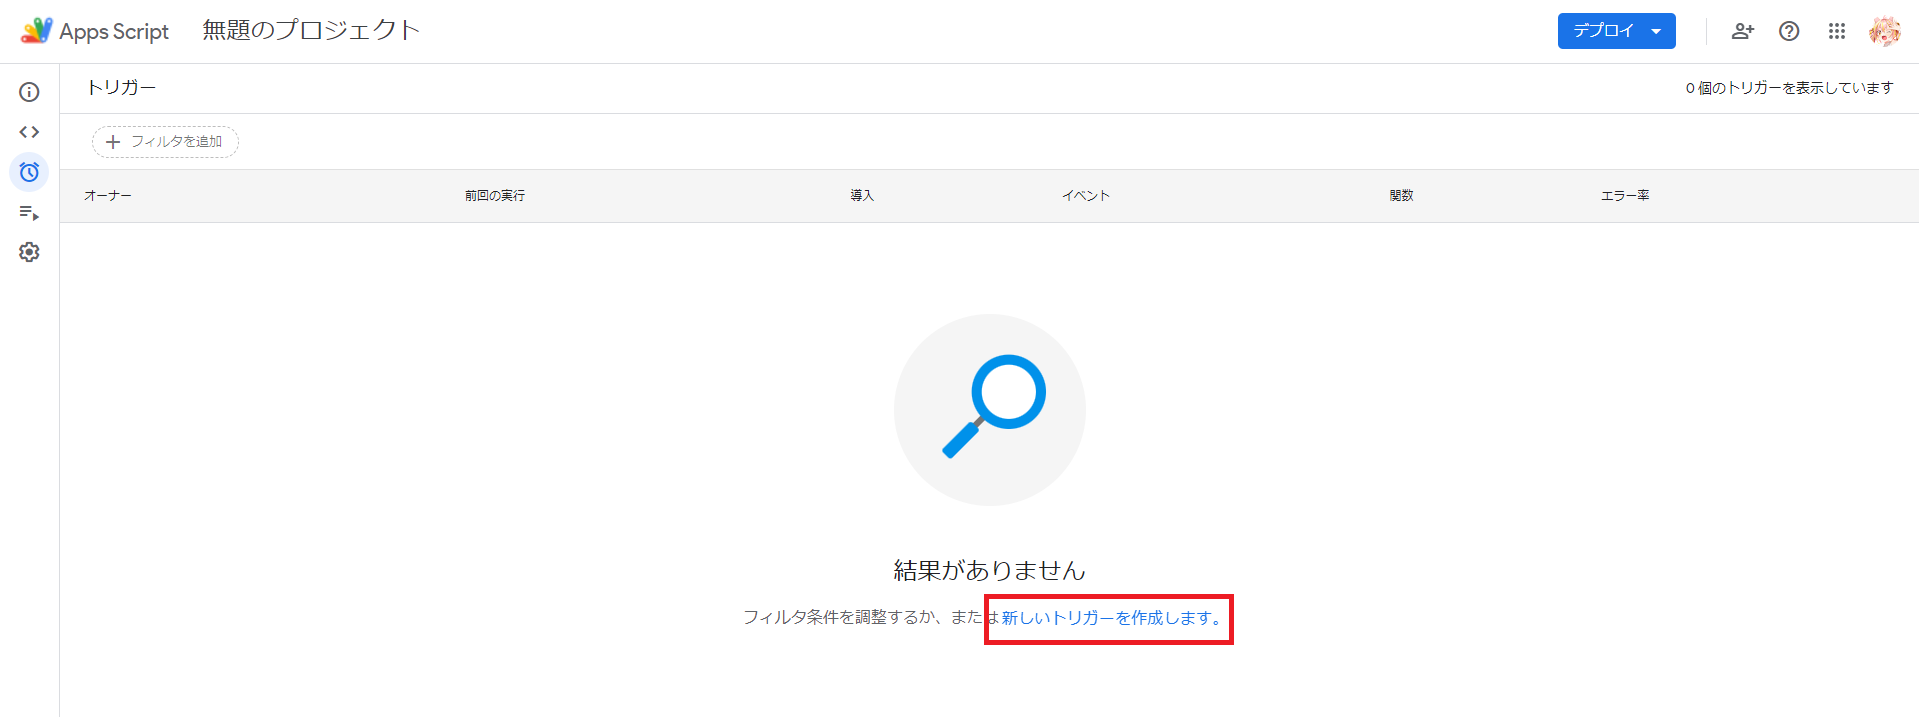 Apps Script 無題のプロジェクト デプロイ
トリガー 0 個のトリガーを表示しています
フィルタを追加
オーナー 前回の実行 導入 イベント 関数 エラー率
結果がありません
フィルタ条件を調整するか、または新しいトリガーを作成します。